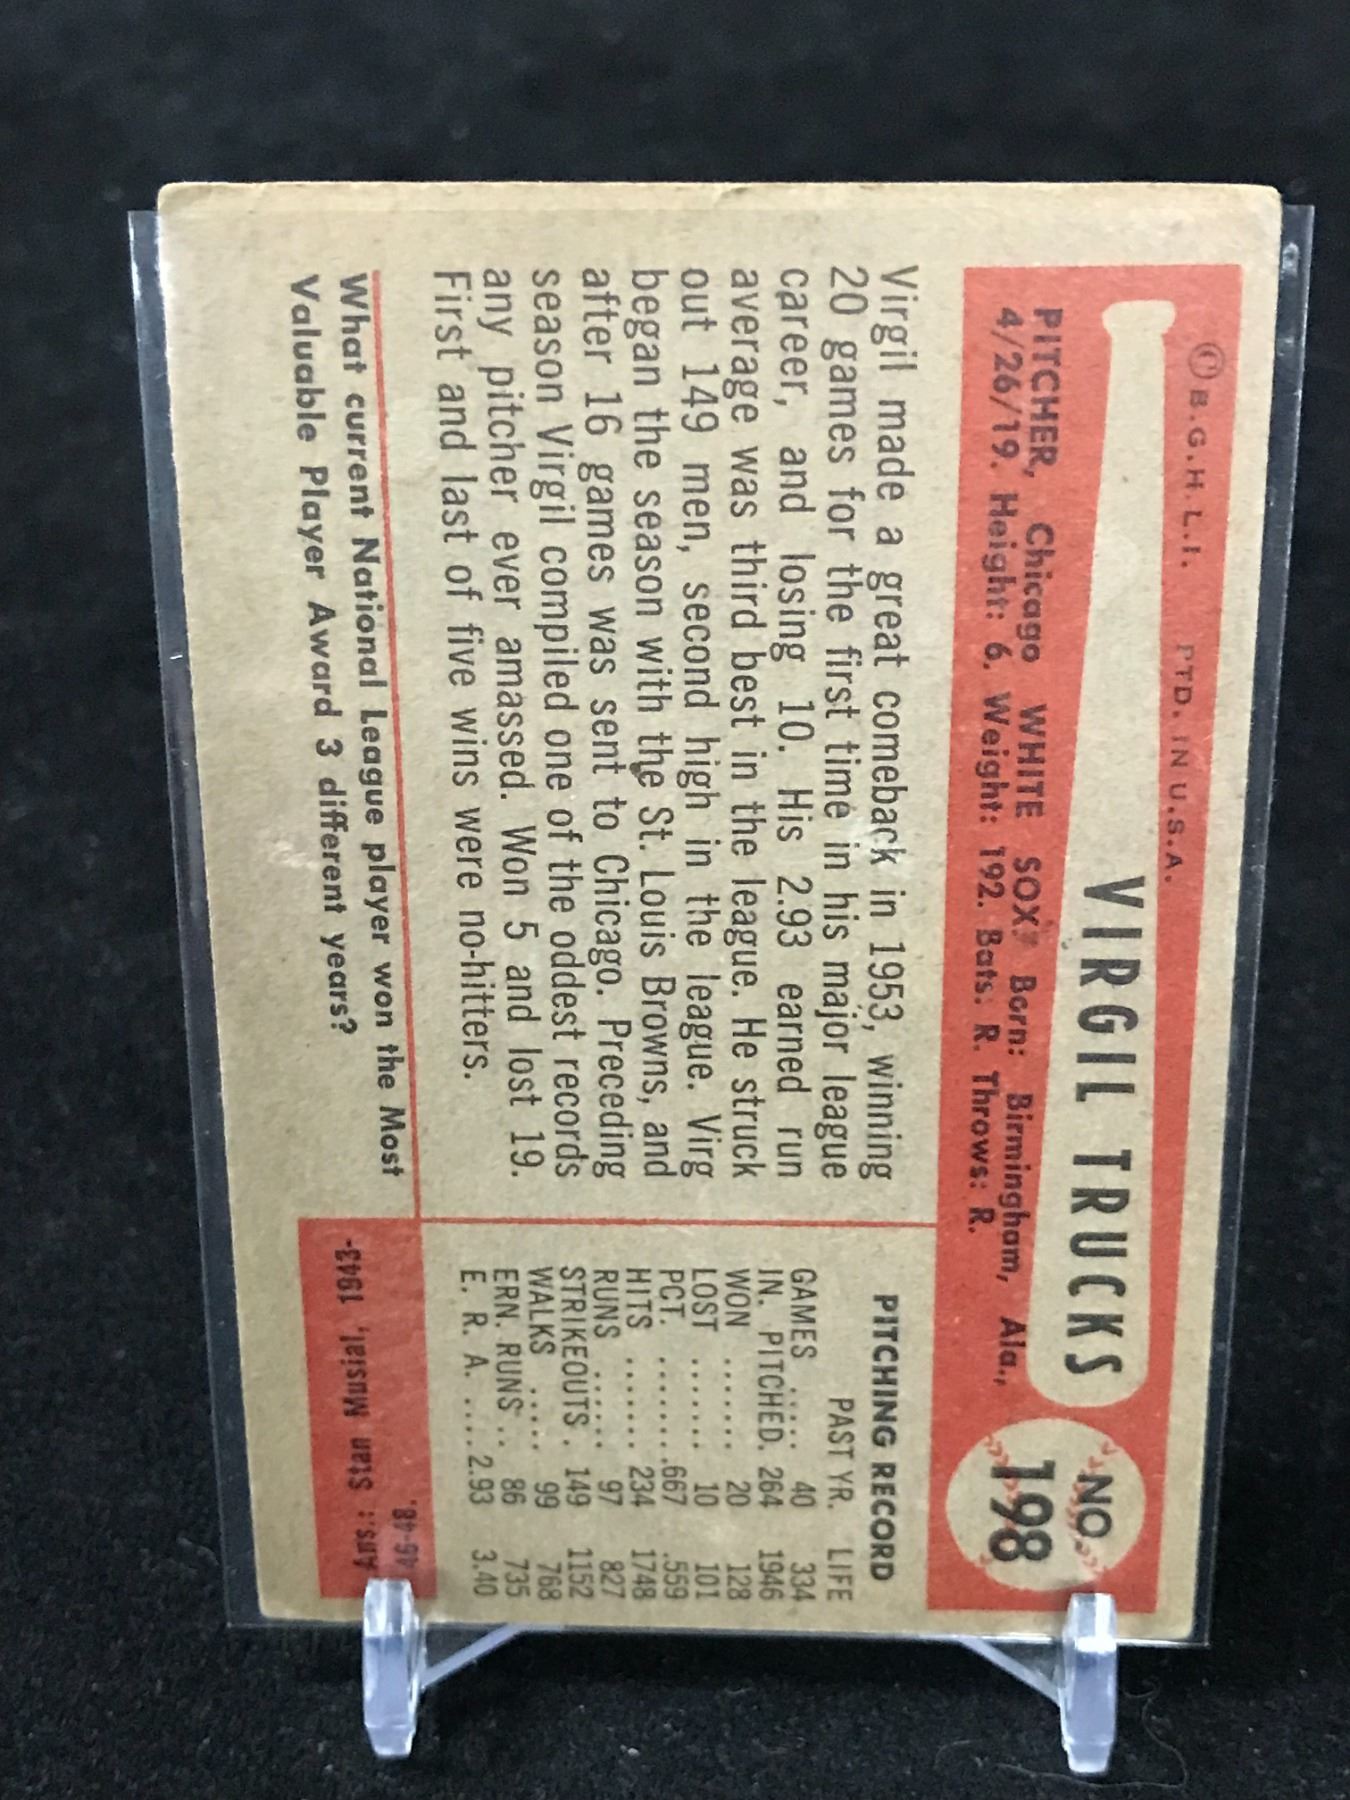 © B.G.H.L.I. PTD. IN U.S.A.
VIRGIL TRUCKS
NO.
198
PITCHER, Chicago WHITE SOX Born: Birmingham, Ala.,
4/26/19. Height: 6. Weight: 192. Bats: R. Throws: R.
Virgil made a great comeback in 1953, winning
20 games for the first time in his major league
career, and losing 10. His 2.93 earned run
average was third best in the league. He struck
out 149 men, second high in the league. Virg
began the season with the St. Louis Browns, and
after 16 games was sent to Chicago. Preceding
season Virgil compiled one of the oddest records
any pitcher ever amassed. Won 5 and lost 19.
First and last of five wins were no-hitters.
PITCHING RECORD
PAST YR. LIFE
GAMES .... 40 334
IN. PITCHED. 264 1946
WON ...... 20 128
LOST ...... 10 101
PCT. ....... .667 .559
HITS ....... 234 1748
RUNS ...... 97 827
STRIKEOUTS . 149 1152
WALKS .... 99 768
ERN. RUNS .. 86 735
E. R. A. .... 2.93 3.40
What current National League player won the Most
Valuable Player Award 3 different years?
Ans.: Stan Musial, 1943-
46-48.